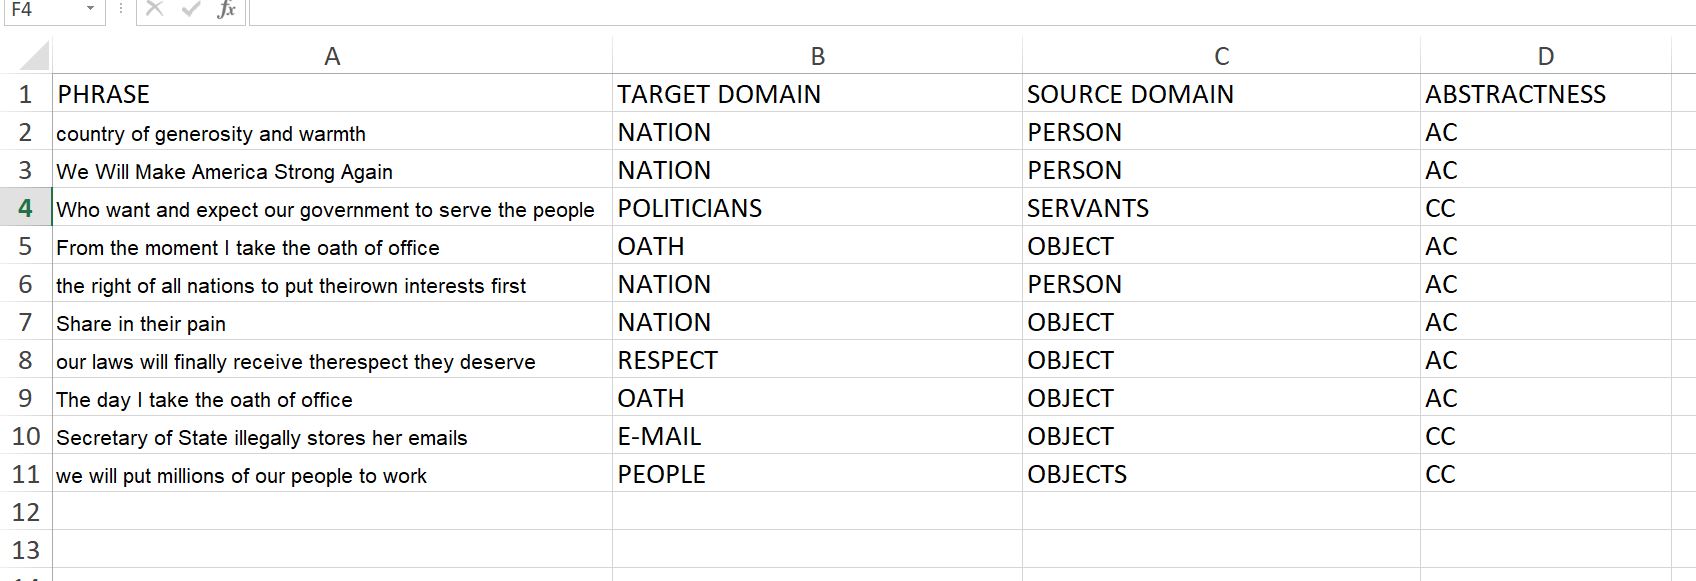 F4 fx
A B C D
1 PHRASE TARGET DOMAIN SOURCE DOMAIN ABSTRACTNESS
2 country of generosity and warmth NATION PERSON AC
3 We Will Make America Strong Again NATION PERSON AC
4 Who want and expect our government to serve the people POLITICIANS SERVANTS CC
5 From the moment I take the oath of office OATH OBJECT AC
6 the right of all nations to put theirown interests first NATION PERSON AC
7 Share in their pain NATION OBJECT AC
8 our laws will finally receive therespect they deserve RESPECT OBJECT AC
9 The day I take the oath of office OATH OBJECT AC
10 Secretary of State illegally stores her emails E-MAIL OBJECT CC
11 we will put millions of our people to work PEOPLE OBJECTS CC
12
13